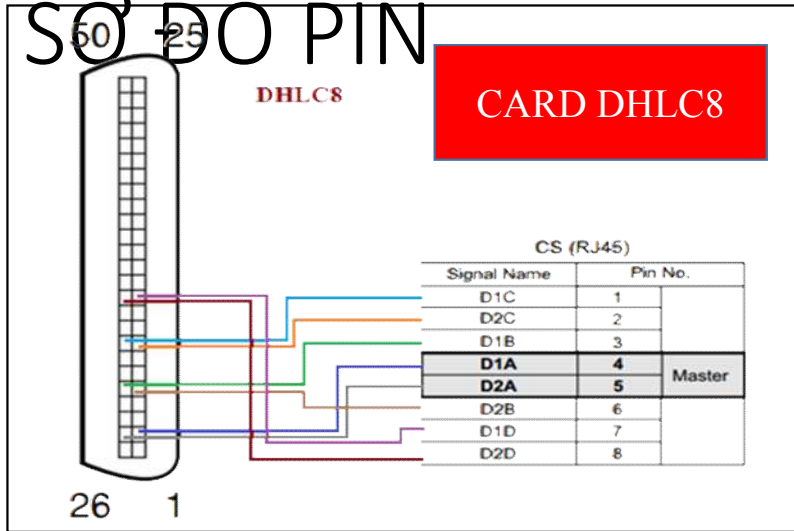 SƠ ĐO PIN
50 25
DHLC8
CARD DHLC8
CS (RJ45)
Signal Name Pin No.
D1C 1
D2C 2
D1B 3
D1A 4 Master
D2A 5
D2B 6
D1D 7
D2D 8
26 1